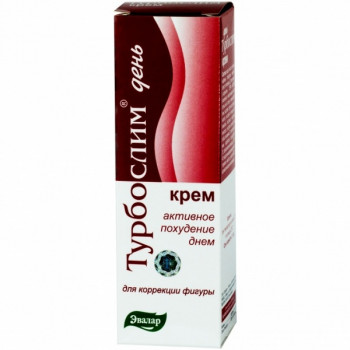 Турбослим® день
крем
активное
похудение
днем
для коррекции фигуры
Эвалар